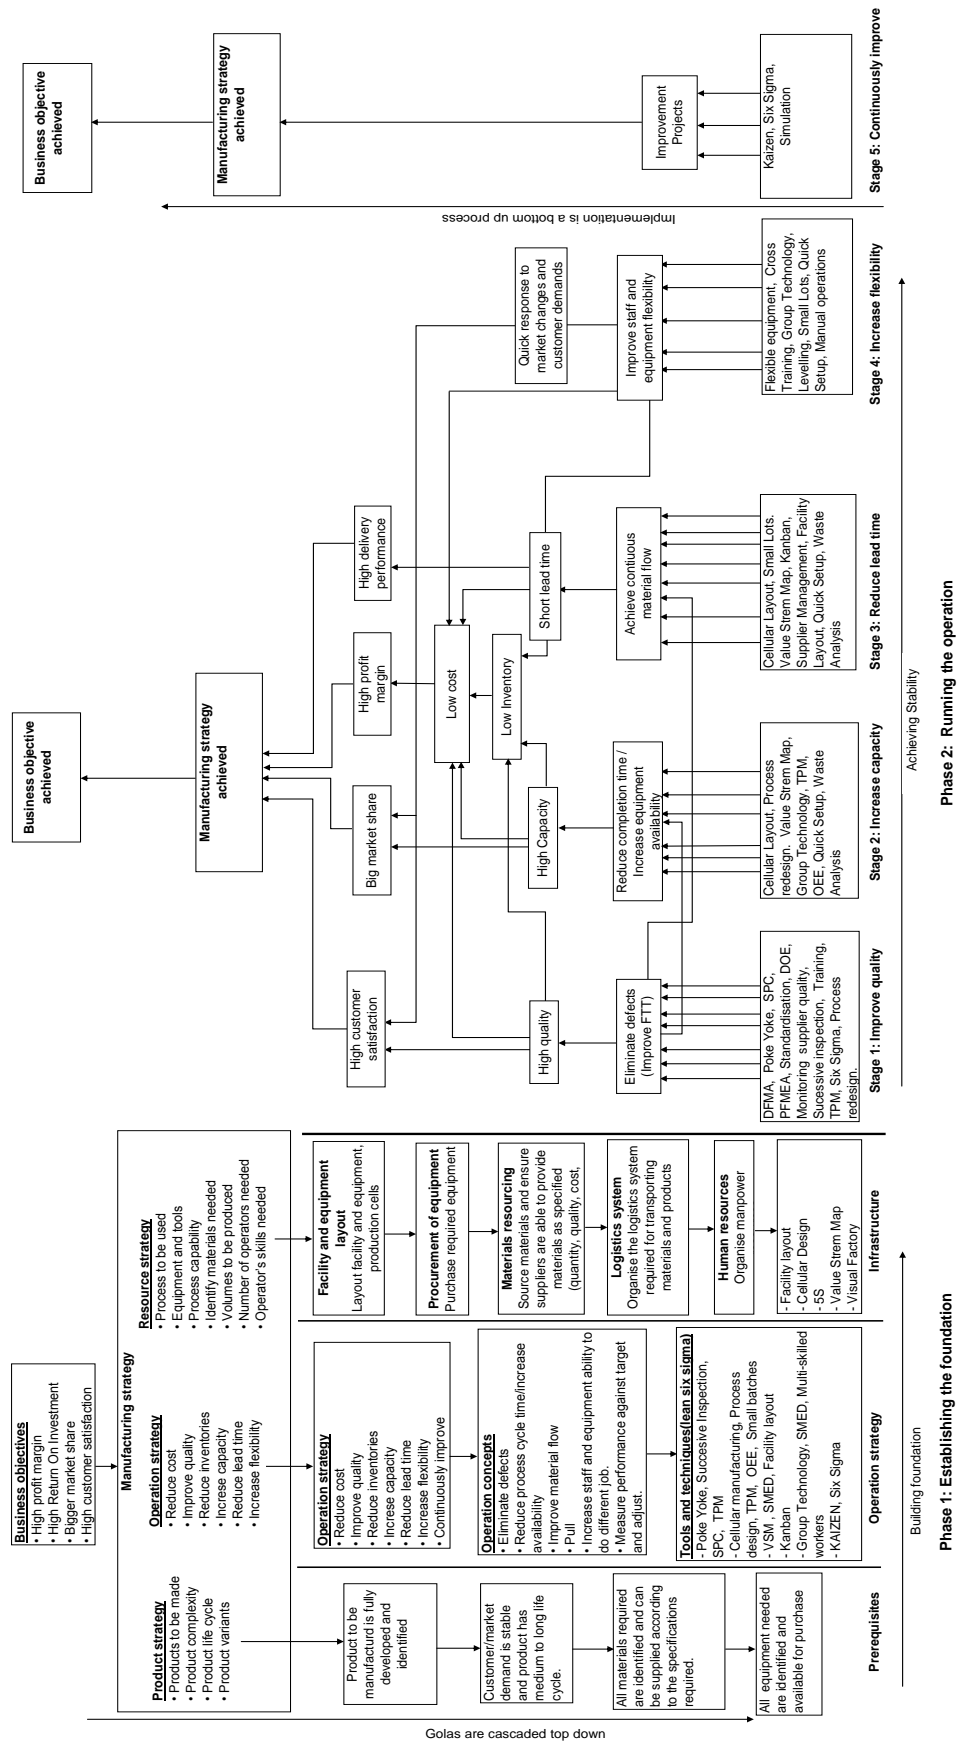 Business objectives
• High profit margin
• High Return On Investment
• Bigger market share
• High customer satisfaction
Manufacturing strategy
Product strategy
• Products to be made
• Product complexity
• Product life cycle
• Product variants
Operation strategy
• Reduce cost
• Improve quality
• Reduce inventories
• Increase capacity
• Reduce lead time
• Increase flexibility
Resource strategy
• Process to be used
• Equipment and tools
• Process capability
• Identify materials needed
• Volumes to be produced
• Number of operators needed
• Operator's skills needed
Golas are cascaded top down
Product to be
manufacturd is fully
developed and
identified
Customer/market
demand is stable
and product has
medium to long life
cycle.
All materials required
are identified and can
be supplied according
to the specifications
required.
All equipment needed
are identified and
available for purchase
Prerequisites
Operation strategy
• Reduce cost
• Improve quality
• Reduce inventories
• Increse capacity
• Reduce lead time
• Increase flexibility
• Continuously improve
Operation concepts
• Eliminate defects
• Reduce process cycle time/increase
availability
• Improve material flow
• Pull
• Increase staff and equipment ability to
do different job.
• Measure performance against target
and adjust.
Tools and techniques(lean six sigma)
- Poke Yoke, Succesive Inspection,
SPC, TPM
- Cellular manufacturing, Process
design, TPM, OEE, Small batches
- VSM , SMED, Facility layout
- Kanban
- Group Technology, SMED, Multi-skilled
workers
- KAIZEN, Six Sigma
Operation strategy
Facility and equipment
layout
Layout facility and equipment,
production cells
Procurement of equipment
Purchase required equipment
Materials resourcing
Source materials and ensure
suppliers are able to provide
materials as specified
(quantity, quality, cost,
Logistics system
Organise the logistics system
required for transporting
materials and products
Human resources
Organise manpower
- Facility layout
- Cellular Design
- 5S
- Value Strem Map
- Visual Factory
Infrastructure
Building foundation
Phase 1: Establishing the foundation
Business objective
achieved
Manufacturing strategy
achieved
High customer
satisfaction
Big market share
High profit
margin
High delivery
performance
Low cost
Low Inventory
Quick response to
market changes and
customer demands
High quality
High Capacity
Short lead time
Eliminate defects
(Improve FTT)
Reduce completion time /
Increase equipment
availability
Achieve contiuous
material flow
Improve staff and
equipment flexibility
DFMA, Poke Yoke, SPC,
PFMEA, Standardisation, DOE,
Monitoring supplier quality,
Sucessive inspection, Training,
TPM, Six Sigma, Process
redesign.
Stage 1: Improve quality
Cellular Layout, Process
redesign. Value Strem Map,
Group Technology, TPM,
OEE, Quick Setup, Waste
Analysis
Stage 2: Increase capacity
Cellular Layout, Small Lots.
Value Strem Map, Kanban,
Supplier Management, Facility
Layout, Quick Setup, Waste
Analysis
Stage 3: Reduce lead time
Flexible equipment, Cross
Training, Group Technology,
Levelling, Small Lots, Quick
Setup, Manual operations
Stage 4: Increase flexibility
Implementation is a bottom up process
Business objective
achieved
Manufacturing strategy
achieved
Improvement
Projects
Kaizen, Six Sigma,
Simulation
Stage 5: Continuously improve
Achieving Stability
Phase 2: Running the operation